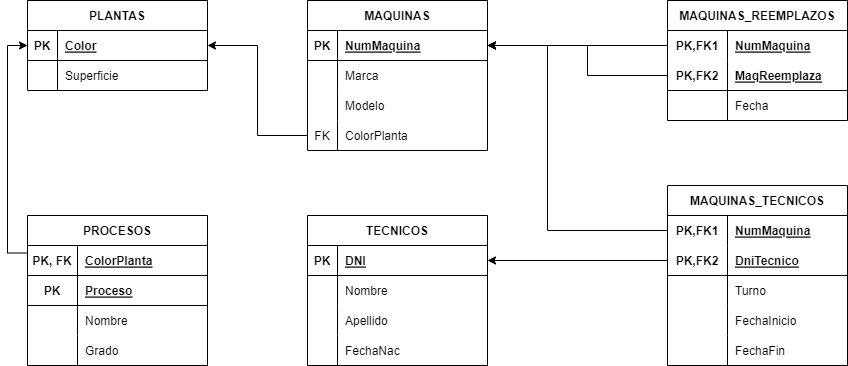 PLANTAS
PK Color
Superficie
MAQUINAS
PK NumMaquina
Marca
Modelo
FK ColorPlanta
MAQUINAS_REEMPLAZOS
PK,FK1 NumMaquina
PK,FK2 MaqReemplaza
Fecha
PROCESOS
PK, FK ColorPlanta
PK Proceso
Nombre
Grado
TECNICOS
PK DNI
Nombre
Apellido
FechaNac
MAQUINAS_TECNICOS
PK,FK1 NumMaquina
PK,FK2 DniTecnico
Turno
FechaInicio
FechaFin